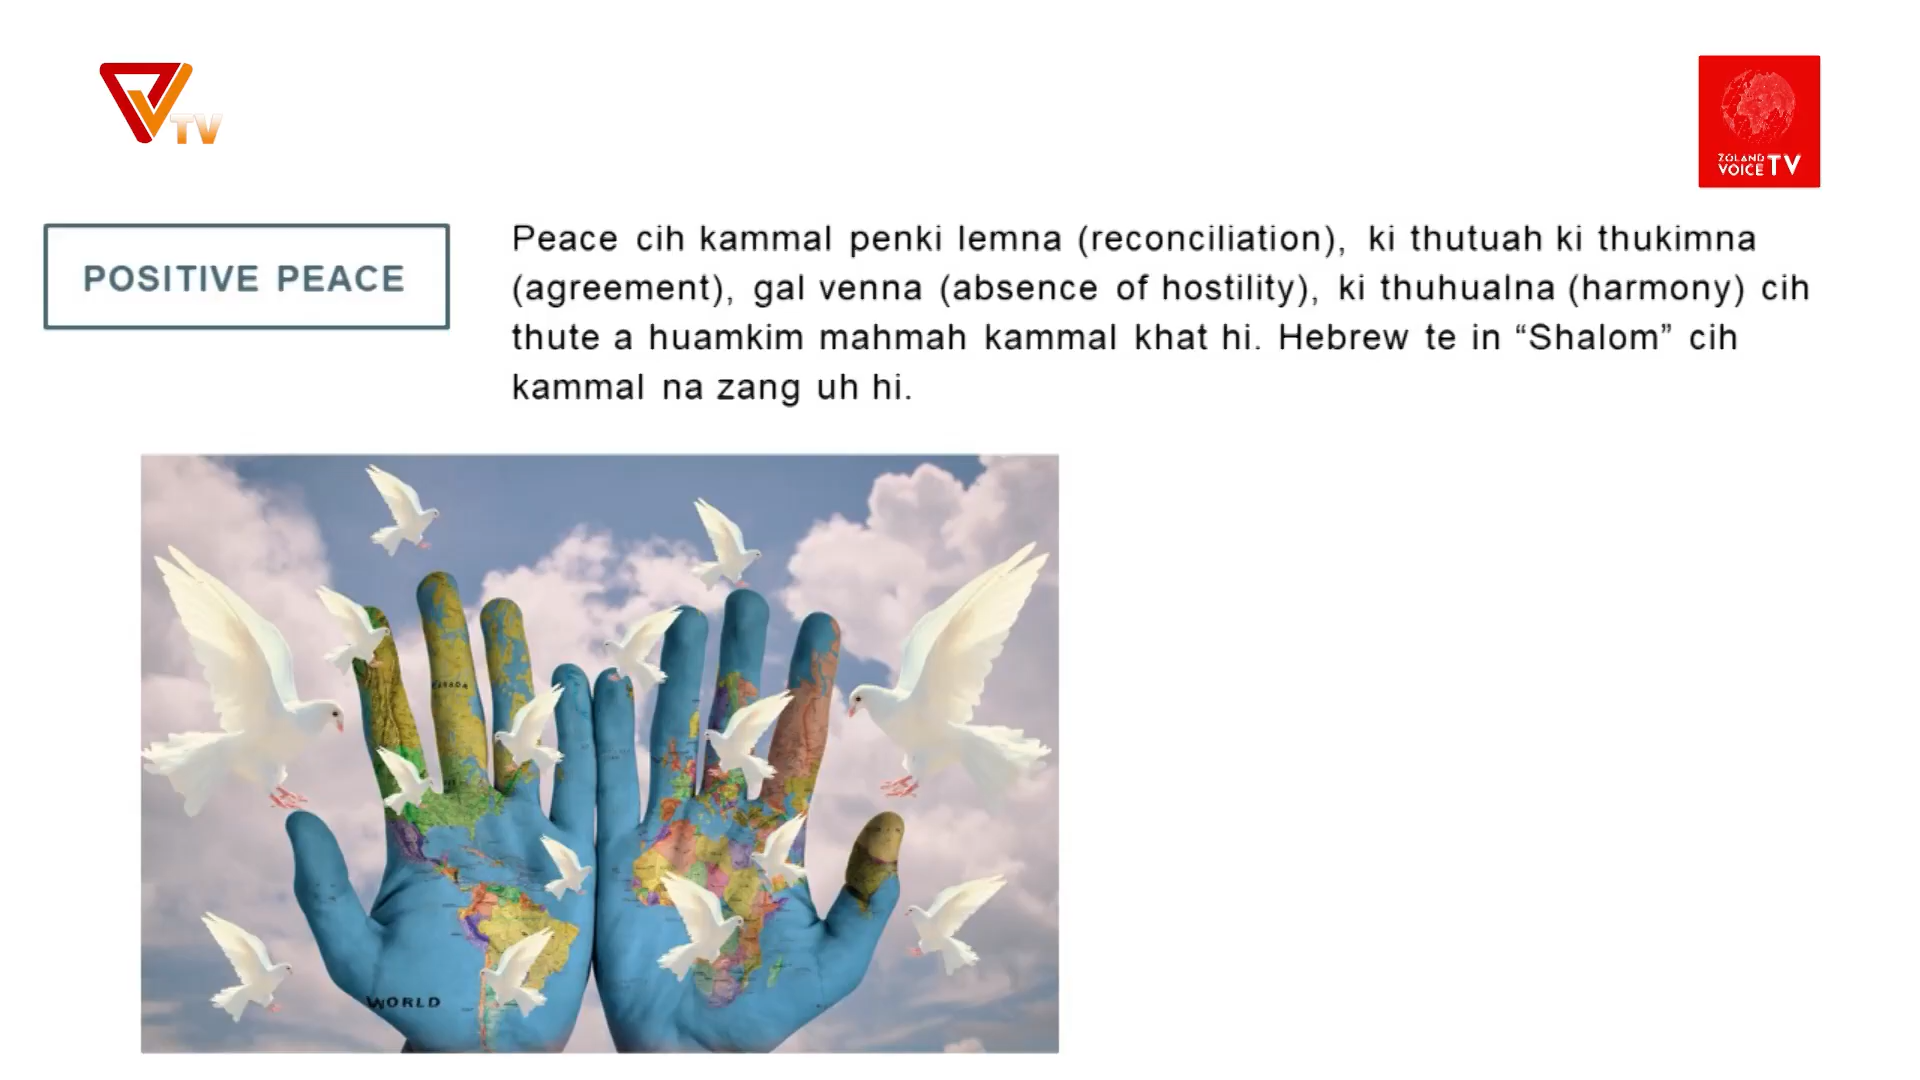 TV
ZOLAND
VOICE TV
POSITIVE PEACE
Peace cih kammal penki lemna (reconciliation), ki thutuah ki thukimna
(agreement), gal venna (absence of hostility), ki thuhualna (harmony) cih
thute a huamkim mahmah kammal khat hi. Hebrew te in “Shalom” cih
kammal na zang uh hi.
CANADA
WORLD